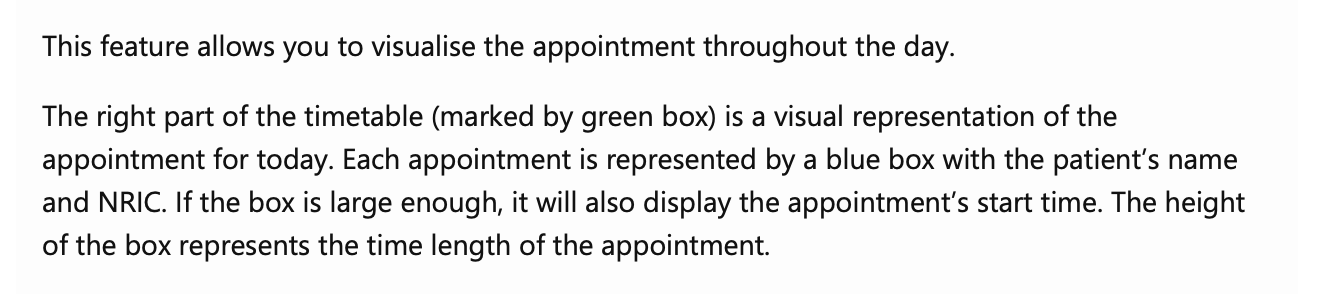 This feature allows you to visualise the appointment throughout the day.
The right part of the timetable (marked by green box) is a visual representation of the
appointment for today. Each appointment is represented by a blue box with the patient’s name
and NRIC. If the box is large enough, it will also display the appointment’s start time. The height
of the box represents the time length of the appointment.